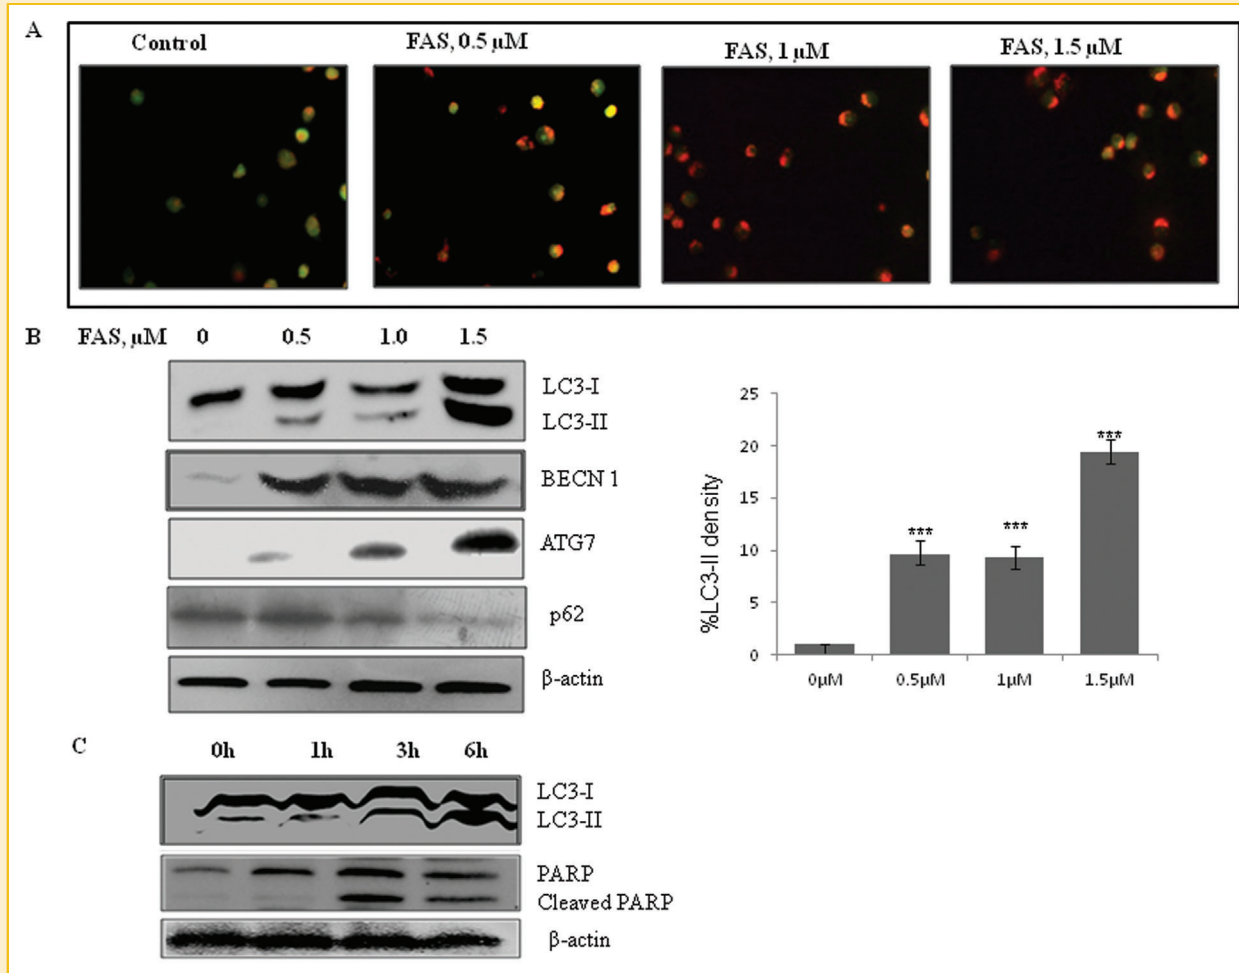 A
Control
FAS, 0.5 µM
FAS, 1 µM
FAS, 1.5 µM
B
FAS, µM 0 0.5 1.0 1.5
LC3-I
LC3-II
BECN 1
ATG7
p62
β-actin
%LC3-II density
25
20
15
10
5
0
***
***
***
0µM 0.5µM 1µM 1.5µM
C
0h 1h 3h 6h
LC3-I
LC3-II
PARP
Cleaved PARP
β-actin